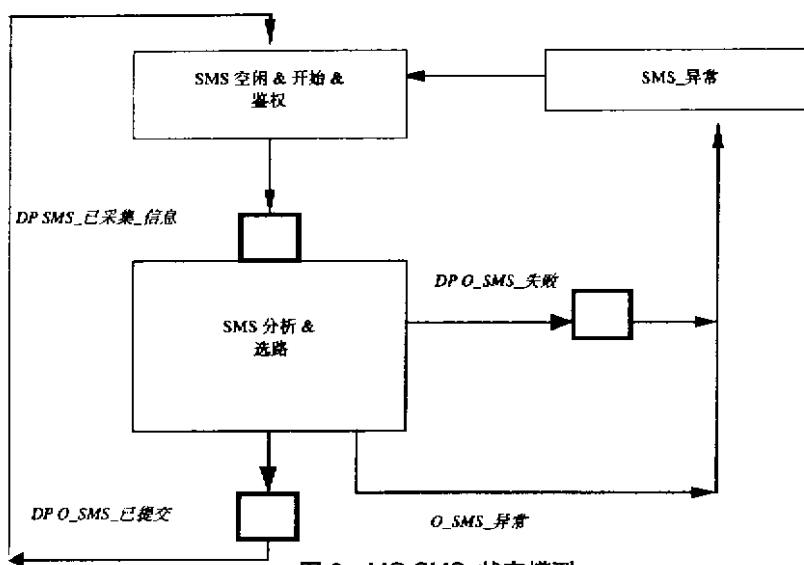 SMS 空闲 & 开始 &
鉴权
SMS_异常
DP SMS_已采集_信息
DP O_SMS_失败
SMS 分析 &
选路
DP O_SMS_已提交
O_SMS_异常